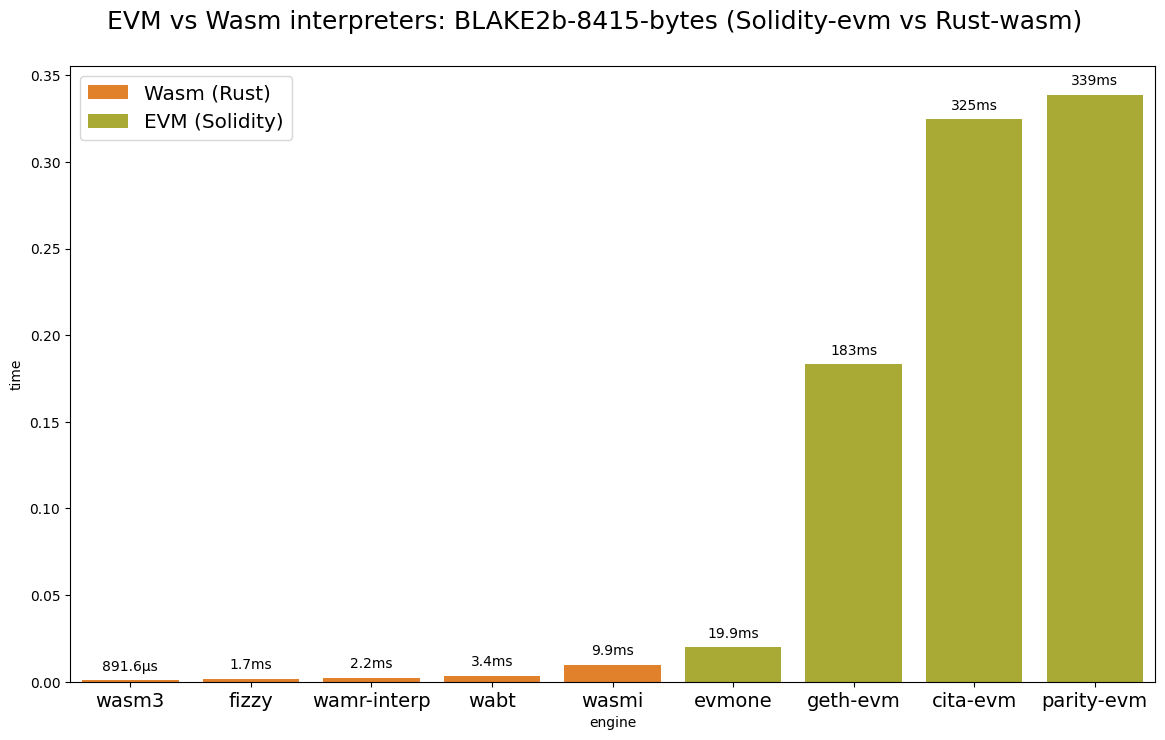 EVM vs Wasm interpreters: BLAKE2b-8415-bytes (Solidity-evm vs Rust-wasm)
Wasm (Rust)
EVM (Solidity)
0.35
0.30
0.25
0.20
0.15
0.10
0.05
0.00
time
891.6µs
1.7ms
2.2ms
3.4ms
9.9ms
19.9ms
183ms
325ms
339ms
wasm3 fizzy wamr-interp wabt wasmi evmone geth-evm cita-evm parity-evm
engine